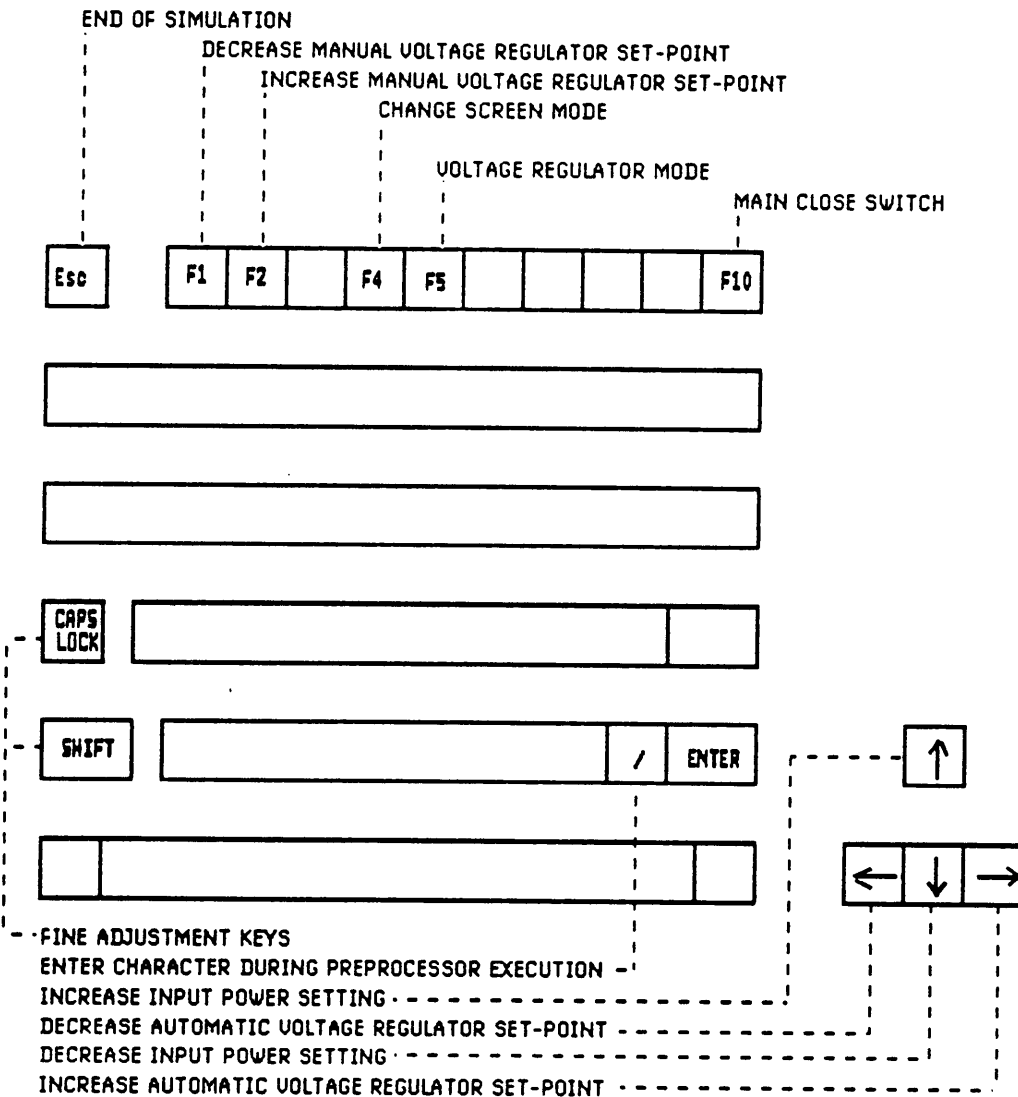 END OF SIMULATION
DECREASE MANUAL VOLTAGE REGULATOR SET-POINT
INCREASE MANUAL VOLTAGE REGULATOR SET-POINT
CHANGE SCREEN MODE
VOLTAGE REGULATOR MODE
MAIN CLOSE SWITCH
Esc F1 F2 F4 F5 F10
CAPS
LOCK
SHIFT / ENTER ↑
← ↓ →
FINE ADJUSTMENT KEYS
ENTER CHARACTER DURING PREPROCESSOR EXECUTION
INCREASE INPUT POWER SETTING
DECREASE AUTOMATIC VOLTAGE REGULATOR SET-POINT
DECREASE INPUT POWER SETTING
INCREASE AUTOMATIC VOLTAGE REGULATOR SET-POINT